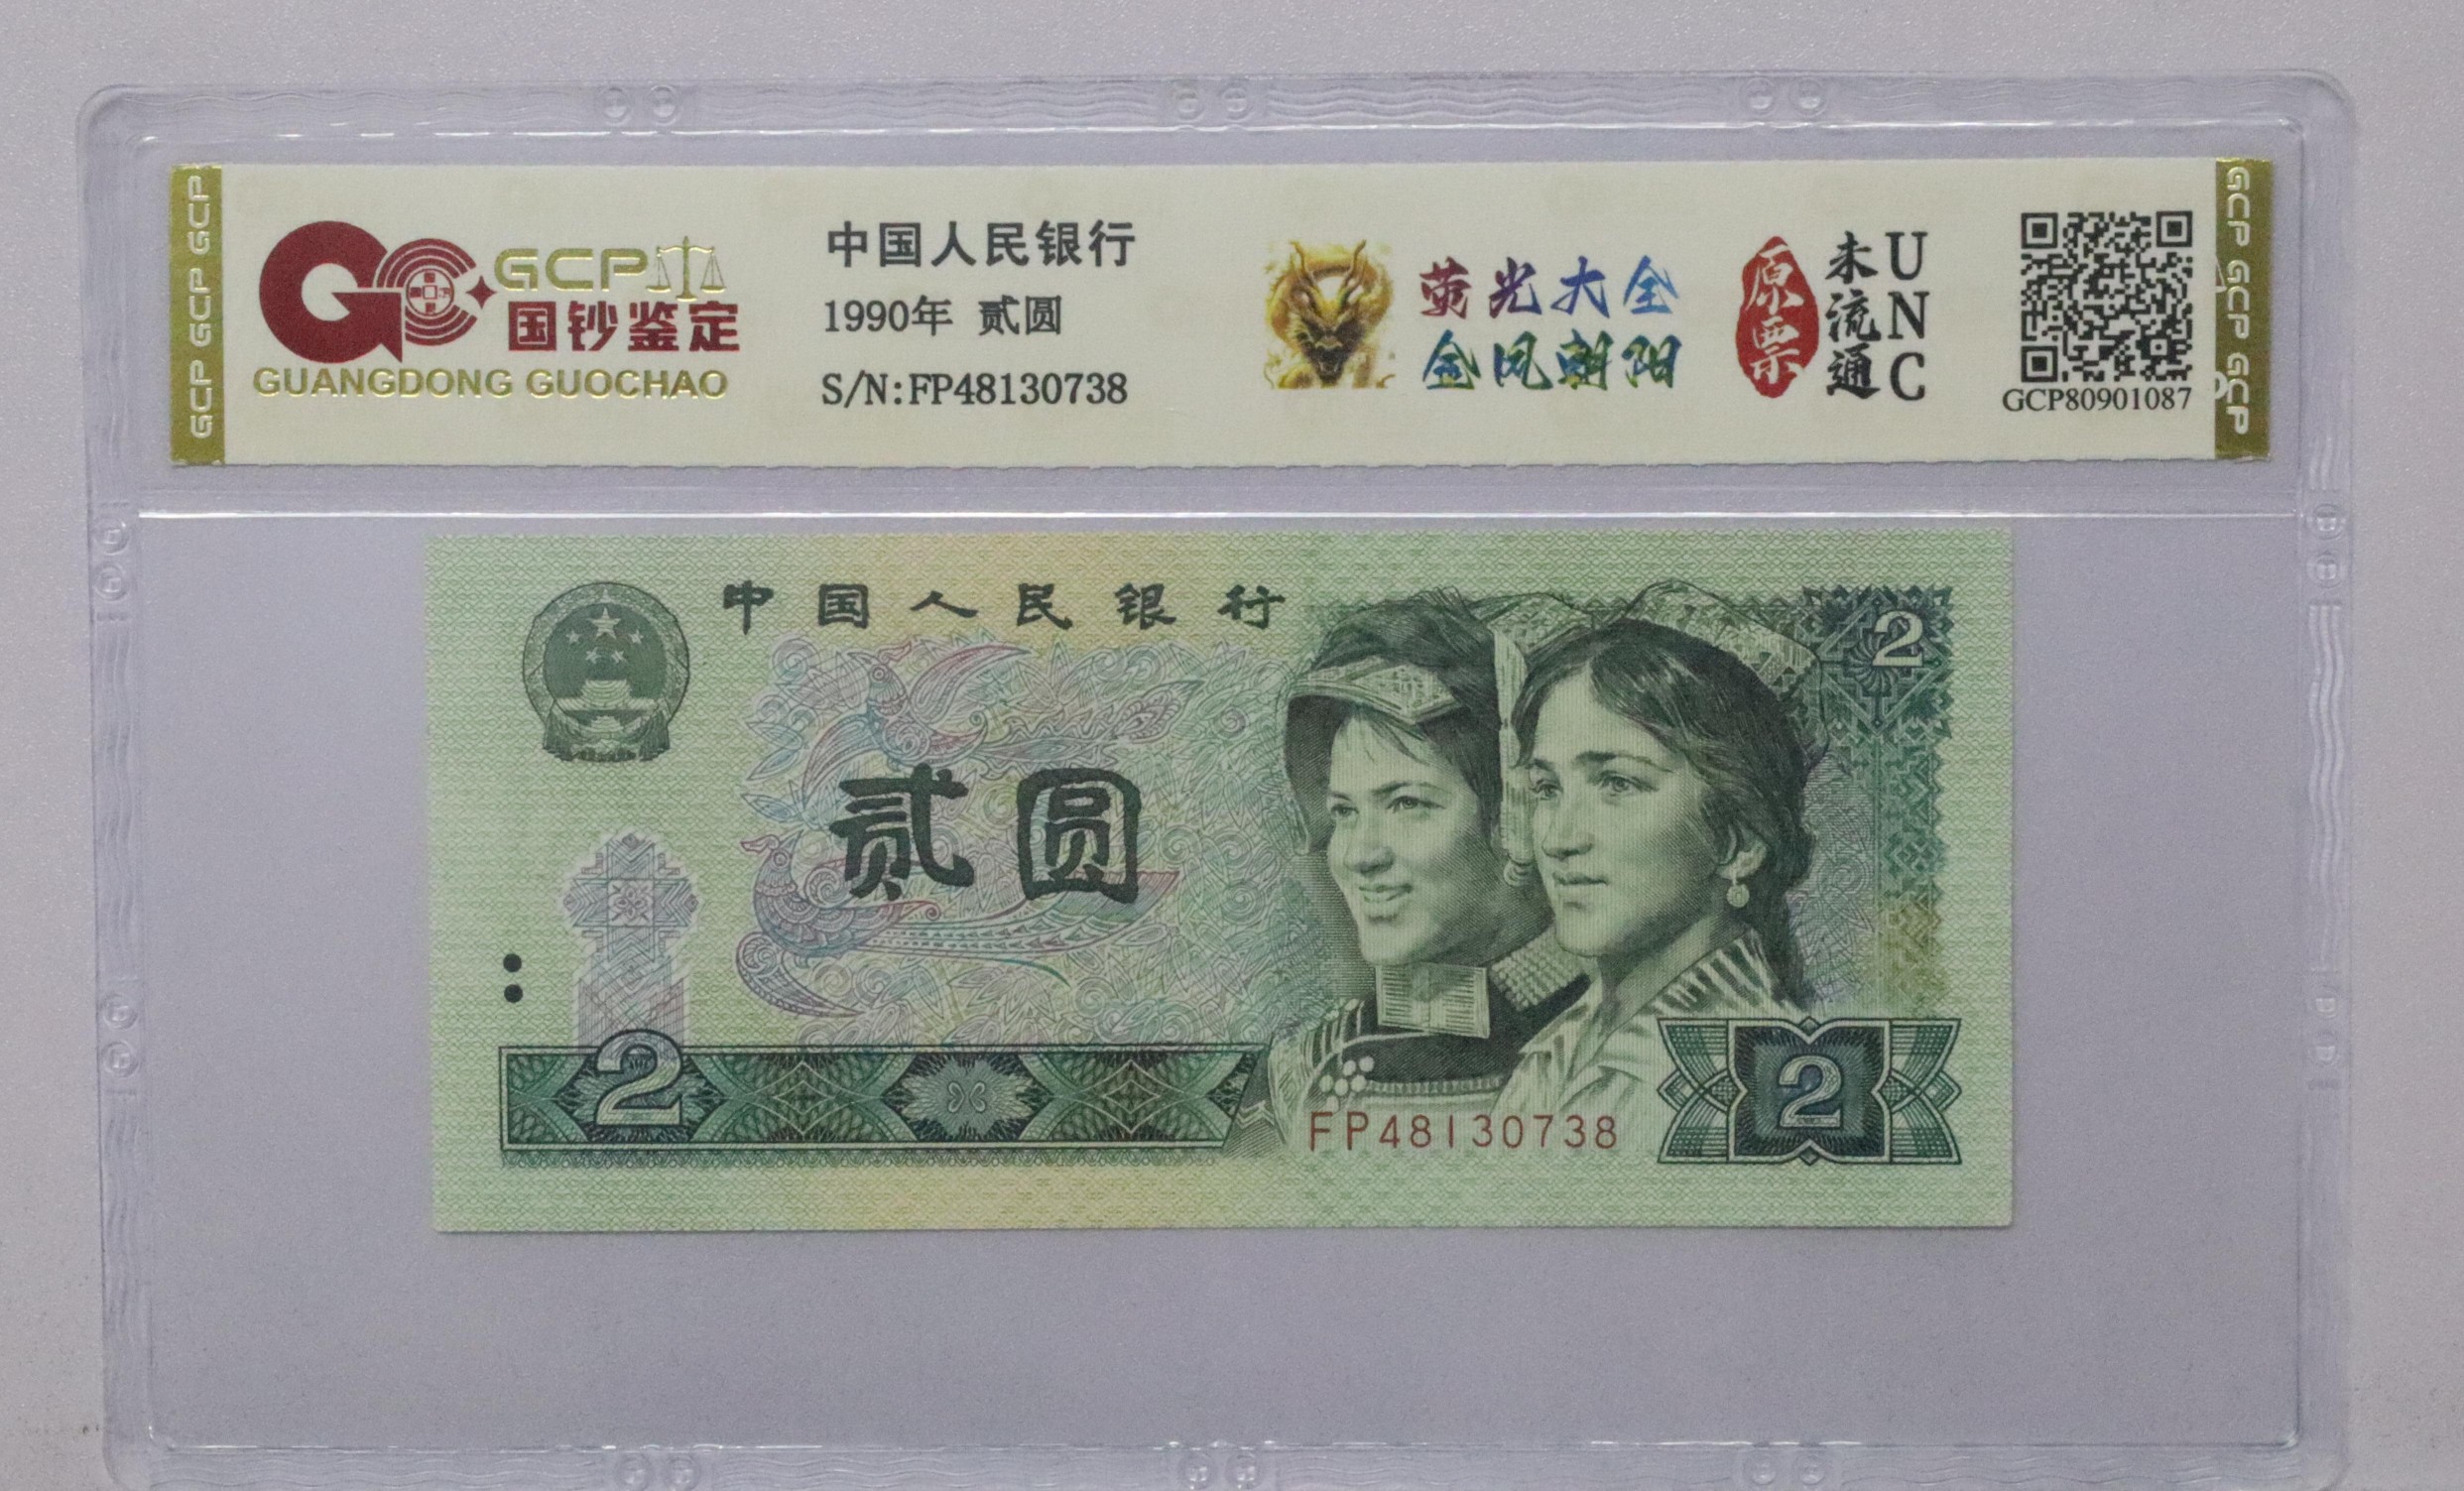 GCP GCP GCP
GCP
国钞鉴定
GUANGDONG GUOCHAO
中国人民银行
1990年 贰圆
S/N:FP48130738
荧光大全
金凤朝阳
原票
未流通
UNC
GCP80901087
GCP GCP GCP
中国人民银行
贰圆
2
2
2
FP48130738